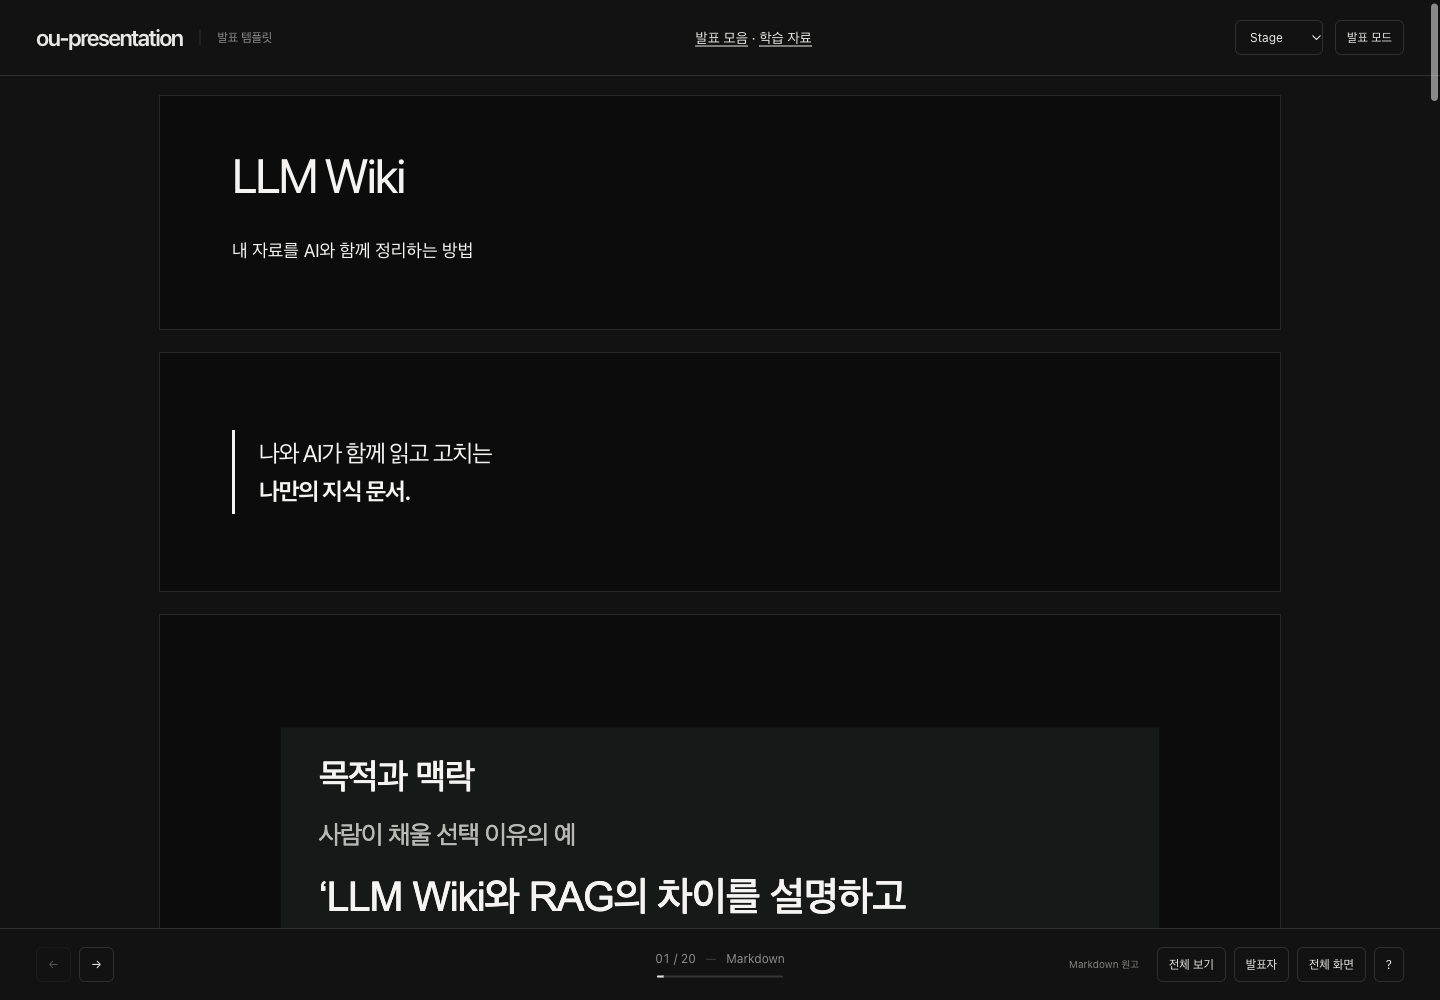 ou-presentation
발표 템플릿
발표 모음 · 학습 자료
Stage
발표 모드
LLM Wiki
내 자료를 AI와 함께 정리하는 방법
나와 AI가 함께 읽고 고치는
나만의 지식 문서.
목적과 맥락
사람이 채울 선택 이유의 예
‘LLM Wiki와 RAG의 차이를 설명하고
←
→
01 / 20 — Markdown
Markdown 원고
전체 보기
발표자
전체 화면
?